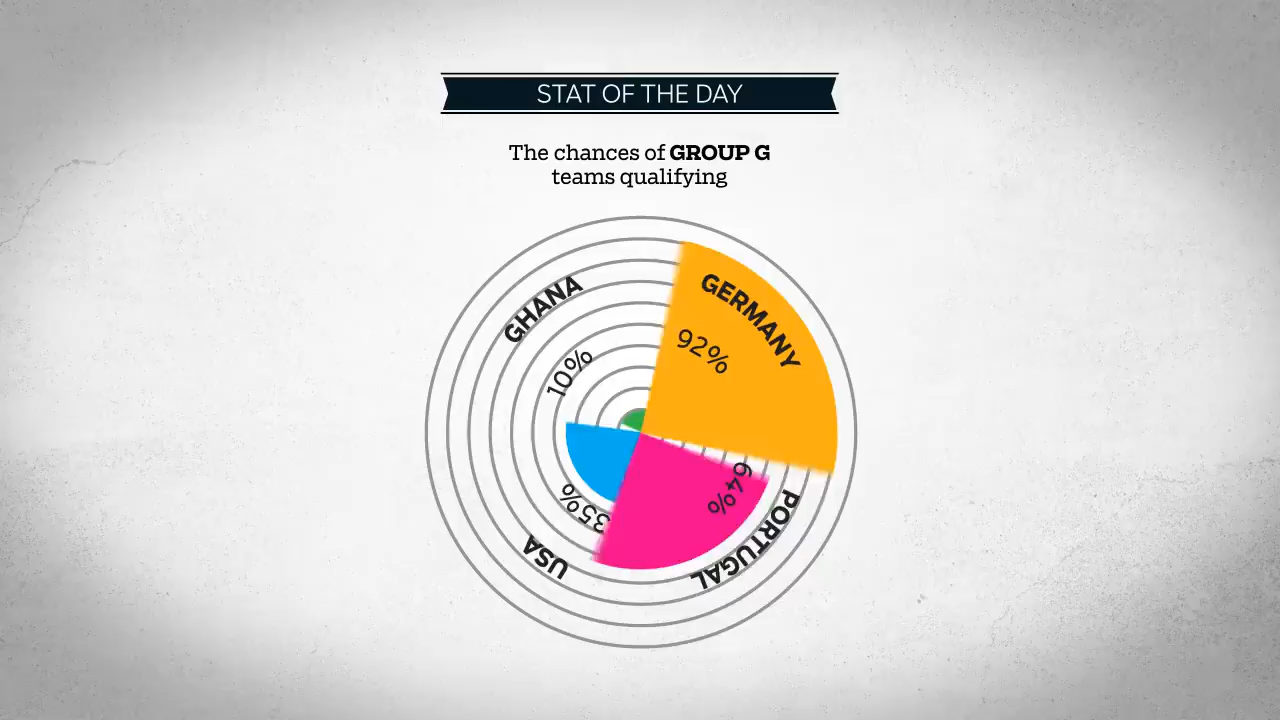 STAT OF THE DAY
The chances of GROUP G
teams qualifying
GHANA
10%
GERMANY
92%
64%
PORTUGAL
35%
USA